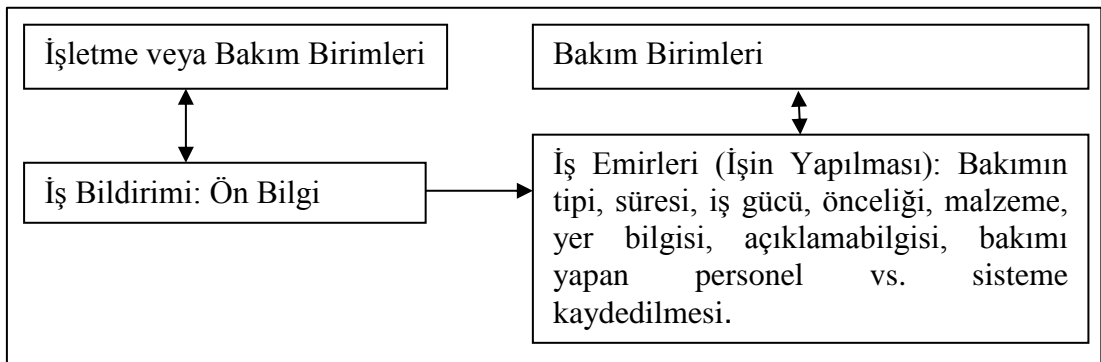 İşletme veya Bakım Birimleri
Bakım Birimleri
İş Bildirimi: Ön Bilgi
İş Emirleri (İşin Yapılması): Bakımın
tipi, süresi, iş gücü, önceliği, malzeme,
yer bilgisi, açıklamabilgisi, bakımı
yapan personel vs. sisteme
kaydedilmesi.